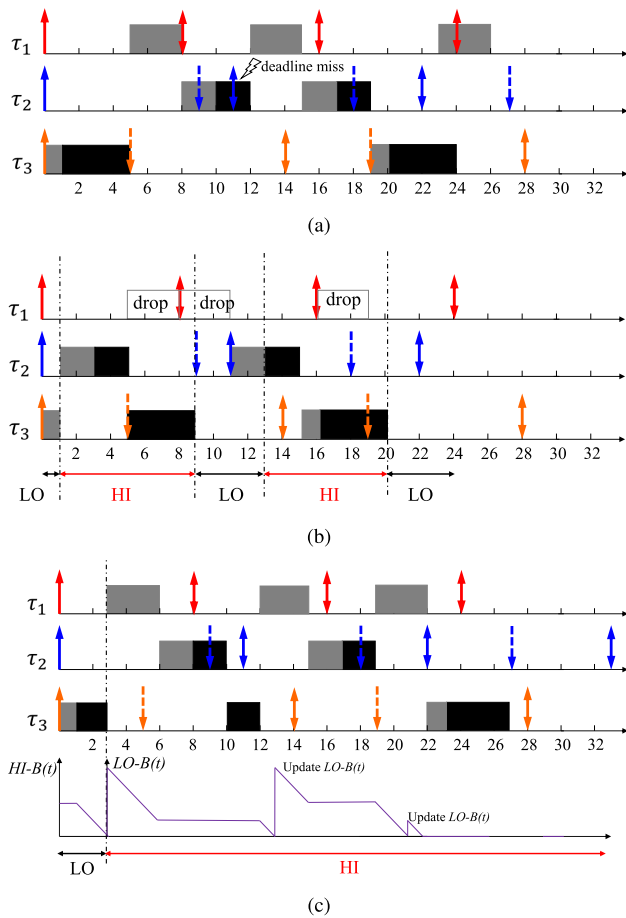 τ1
deadline miss
τ2
τ3
2 4 6 8 10 12 14 16 18 20 22 24 26 28 30 32
(a)
drop drop drop
τ1
τ2
τ3
2 4 6 8 10 12 14 15 16 18 20 22 24 26 28 30 32
LO HI LO HI LO
(b)
τ1
τ2
τ3
2 4 6 8 10 12 14 16 18 20 22 24 26 28 30 32
HI-B(t) LO-B(t) Update LO-B(t)
Update LO-B(t)
LO HI
(c)